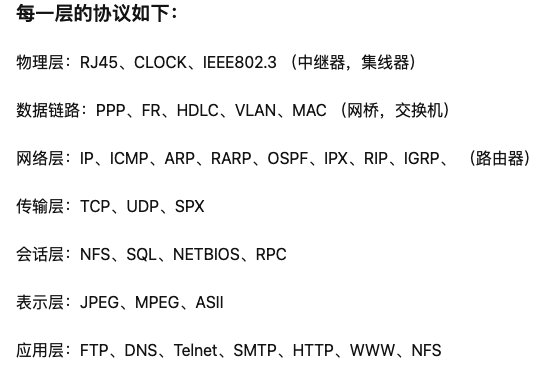 每一层的协议如下：
物理层：RJ45、CLOCK、IEEE802.3 （中继器，集线器）
数据链路：PPP、FR、HDLC、VLAN、MAC （网桥，交换机）
网络层：IP、ICMP、ARP、RARP、OSPF、IPX、RIP、IGRP、 （路由器）
传输层：TCP、UDP、SPX
会话层：NFS、SQL、NETBIOS、RPC
表示层：JPEG、MPEG、ASII
应用层：FTP、DNS、Telnet、SMTP、HTTP、WWW、NFS